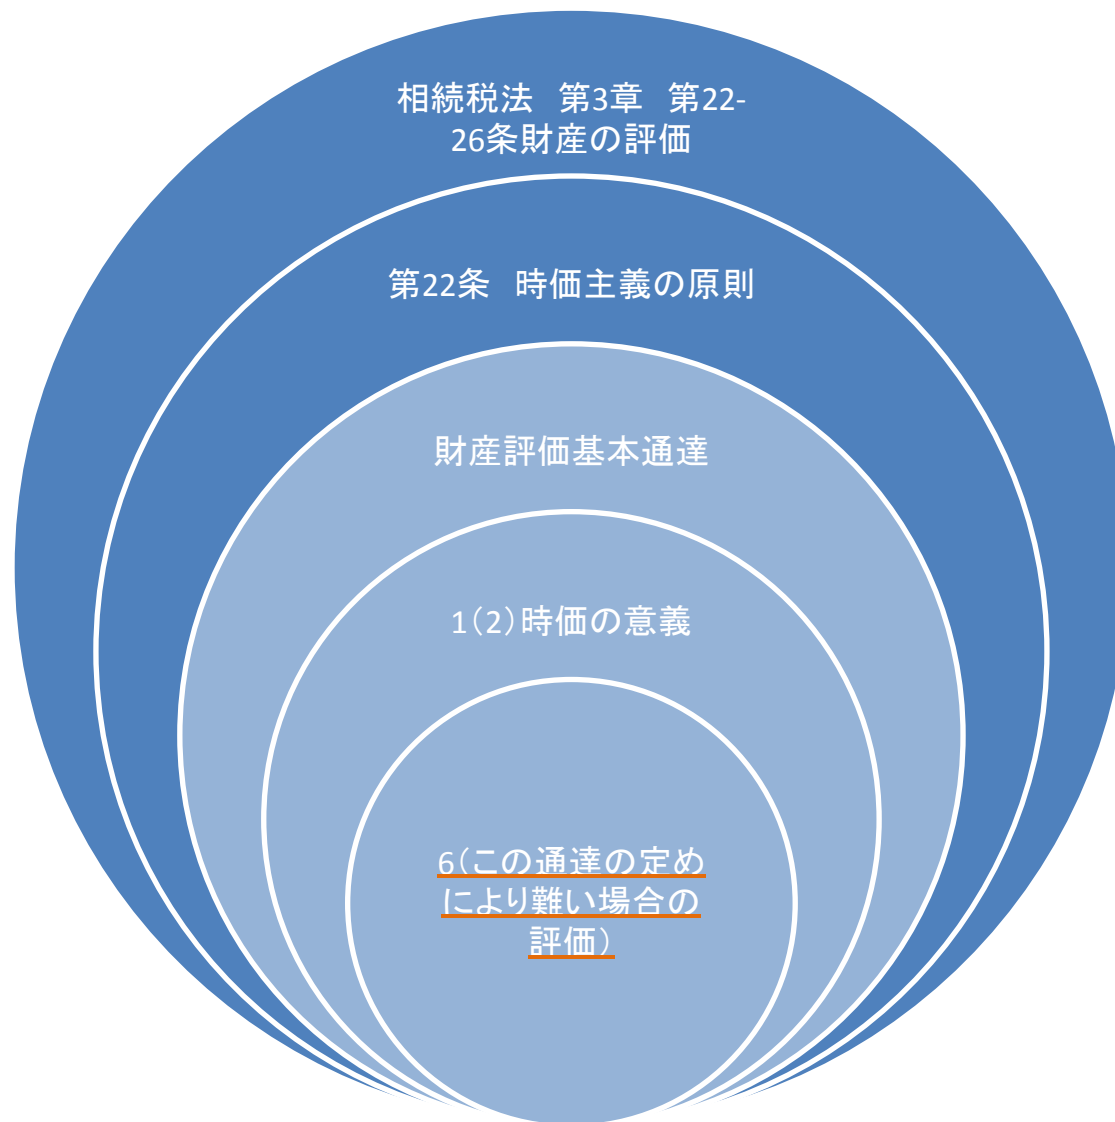 相続税法　第3章　第22-
26条財産の評価
第22条　時価主義の原則
財産評価基本通達
1（2）時価の意義
6（この通達の定め
により難い場合の
評価）